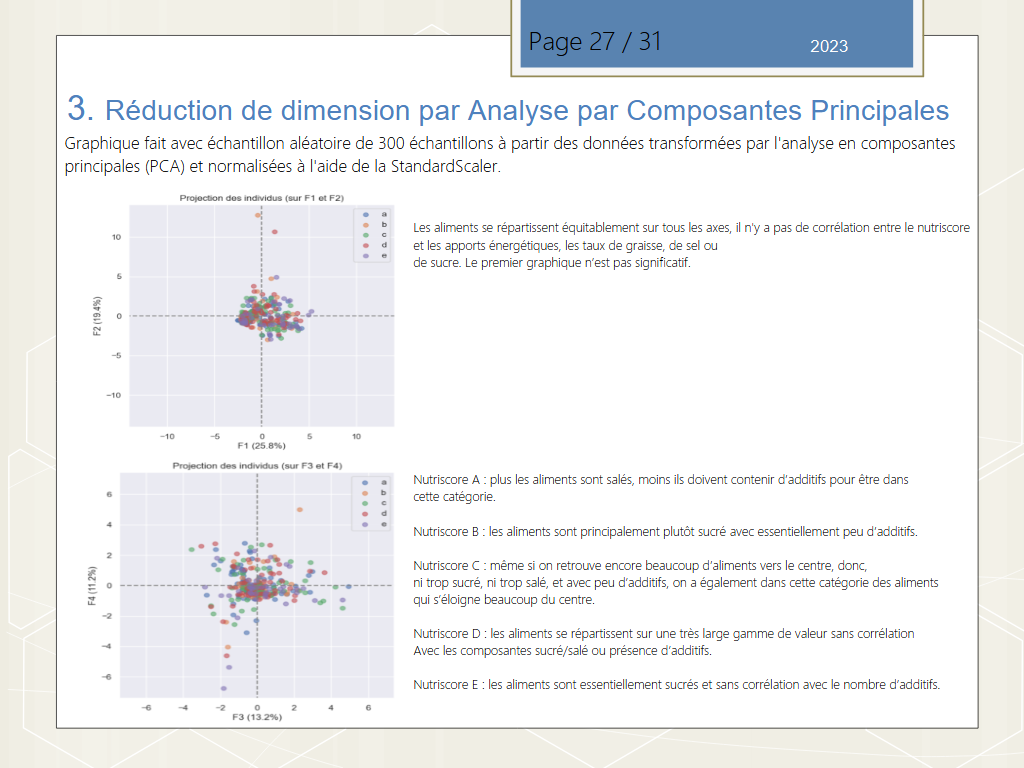 Page 27 / 31
2023
3. Réduction de dimension par Analyse par Composantes Principales
Graphique fait avec échantillon aléatoire de 300 échantillons à partir des données transformées par l'analyse en composantes
principales (PCA) et normalisées à l'aide de la StandardScaler.
Projection des individus (sur F1 et F2)
a
b
c
d
e
10
5
0
−5
−10
F2 (19.4%)
−10 −5 0 5 10
F1 (25.8%)
Les aliments se répartissent équitablement sur tous les axes, il n'y a pas de corrélation entre le nutriscore
et les apports énergétiques, les taux de graisse, de sel ou
de sucre. Le premier graphique n'est pas significatif.
Projection des individus (sur F3 et F4)
a
b
c
d
e
6
4
2
0
−2
−4
−6
F4 (11.2%)
−6 −4 −2 0 2 4 6
F3 (13.2%)
Nutriscore A : plus les aliments sont salés, moins ils doivent contenir d'additifs pour être dans
cette catégorie.
Nutriscore B : les aliments sont principalement plutôt sucré avec essentiellement peu d'additifs.
Nutriscore C : même si on retrouve encore beaucoup d'aliments vers le centre, donc,
ni trop sucré, ni trop salé, et avec peu d'additifs, on a également dans cette catégorie des aliments
qui s'éloigne beaucoup du centre.
Nutriscore D : les aliments se répartissent sur une très large gamme de valeur sans corrélation
Avec les composantes sucré/salé ou présence d'additifs.
Nutriscore E : les aliments sont essentiellement sucrés et sans corrélation avec le nombre d'additifs.